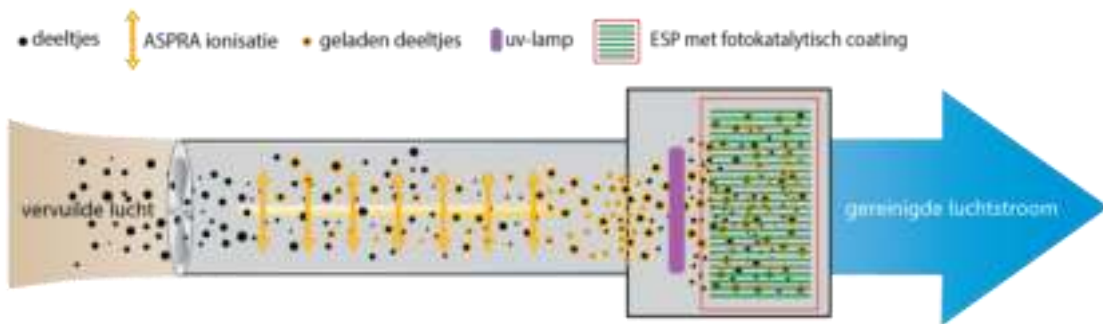 deeltjes
ASPRA ionisatie
geladen deeltjes
uv-lamp
ESP met fotokatalytisch coating
vervuilde lucht
gereinigde luchtstroom